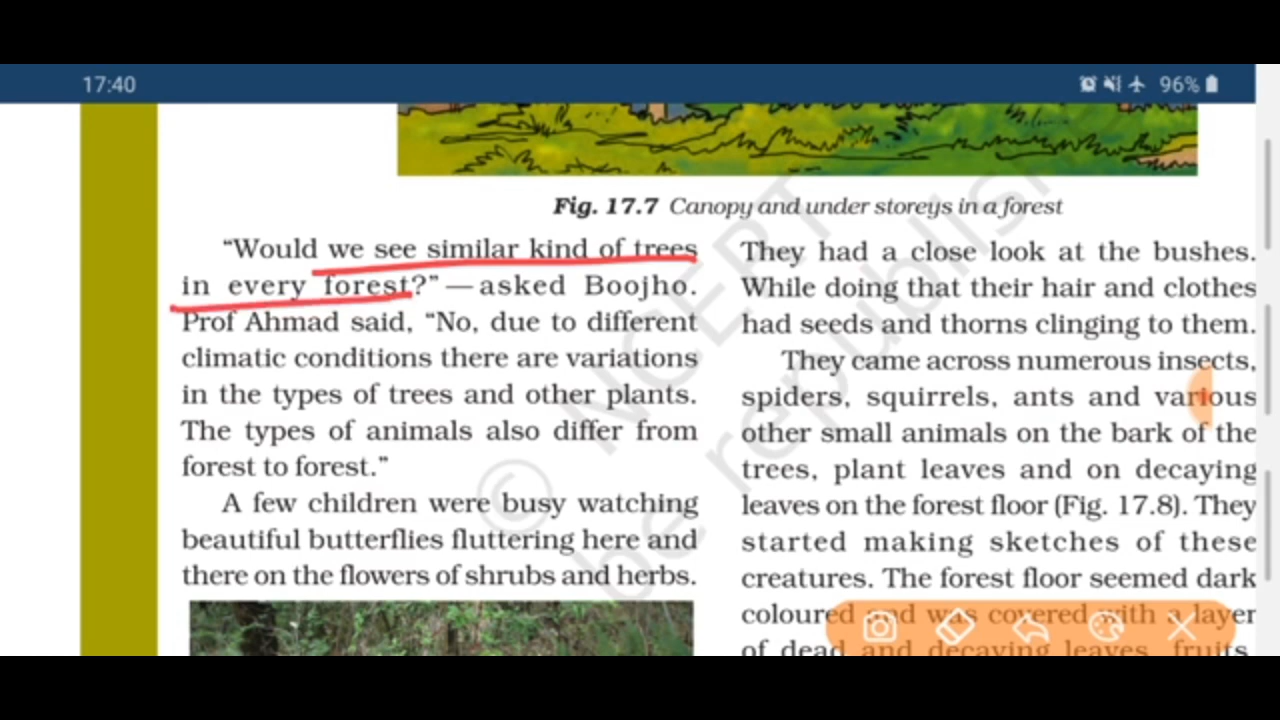 17:40
96%
Fig. 17.7 Canopy and under storeys in a forest
“Would we see similar kind of trees
in every forest?” — asked Boojho.
Prof Ahmad said, “No, due to different
climatic conditions there are variations
in the types of trees and other plants.
The types of animals also differ from
forest to forest.”
A few children were busy watching
beautiful butterflies fluttering here and
there on the flowers of shrubs and herbs.
They had a close look at the bushes.
While doing that their hair and clothes
had seeds and thorns clinging to them.
They came across numerous insects,
spiders, squirrels, ants and various
other small animals on the bark of the
trees, plant leaves and on decaying
leaves on the forest floor (Fig. 17.8). They
started making sketches of these
creatures. The forest floor seemed dark
coloured and was covered with a layer
of dead and decaying leaves, fruits,
© NCERT
be republis